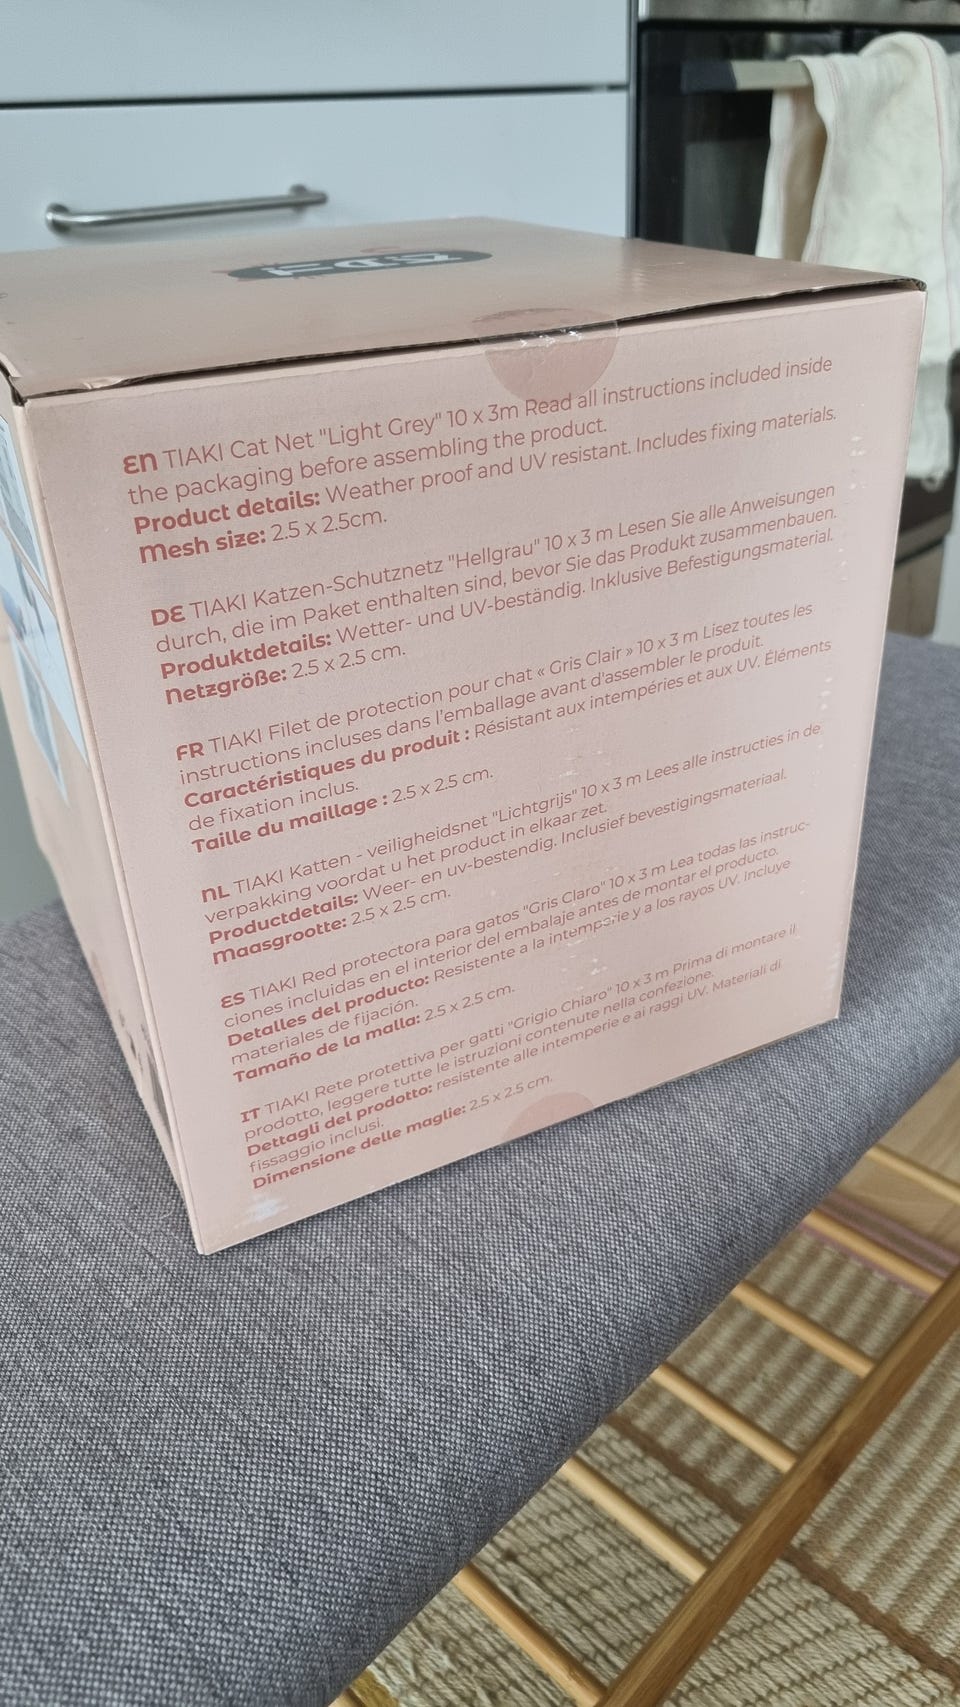 TIAKI
EN TIAKI Cat Net "Light Grey" 10 x 3m Read all instructions included inside
the packaging before assembling the product.
Product details: Weather proof and UV resistant. Includes fixing materials.
Mesh size: 2.5 x 2.5cm.
DE TIAKI Katzen-Schutznetz "Hellgrau" 10 x 3 m Lesen Sie alle Anweisungen
durch, die im Paket enthalten sind, bevor Sie das Produkt zusammenbauen.
Produktdetails: Wetter- und UV-beständig. Inklusive Befestigungsmaterial.
Netzgröße: 2.5 x 2.5 cm.
FR TIAKI Filet de protection pour chat « Gris Clair » 10 x 3 m Lisez toutes les
instructions incluses dans l'emballage avant d'assembler le produit.
Caractéristiques du produit : Résistant aux intempéries et aux UV. Éléments
de fixation inclus.
Taille du maillage : 2.5 x 2.5 cm.
NL TIAKI Katten - veiligheidsnet "Lichtgrijs" 10 x 3 m Lees alle instructies in de
verpakking voordat u het product in elkaar zet.
Productdetails: Weer- en uv-bestendig. Inclusief bevestigingsmateriaal.
Maasgrootte: 2.5 x 2.5 cm.
ES TIAKI Red protectora para gatos "Gris Claro" 10 x 3 m Lea todas las instruc-
ciones incluidas en el interior del embalaje antes de montar el producto.
Detalles del producto: Resistente a la intemperie y a los rayos UV. Incluye
materiales de fijación.
Tamaño de la malla: 2.5 x 2.5 cm.
IT TIAKI Rete protettiva per gatti "Grigio Chiaro" 10 x 3 m Prima di montare il
prodotto, leggere tutte le istruzioni contenute nella confezione.
Dettagli del prodotto: resistente alle intemperie e ai raggi UV. Materiali di
fissaggio inclusi.
Dimensione delle maglie: 2.5 x 2.5 cm.